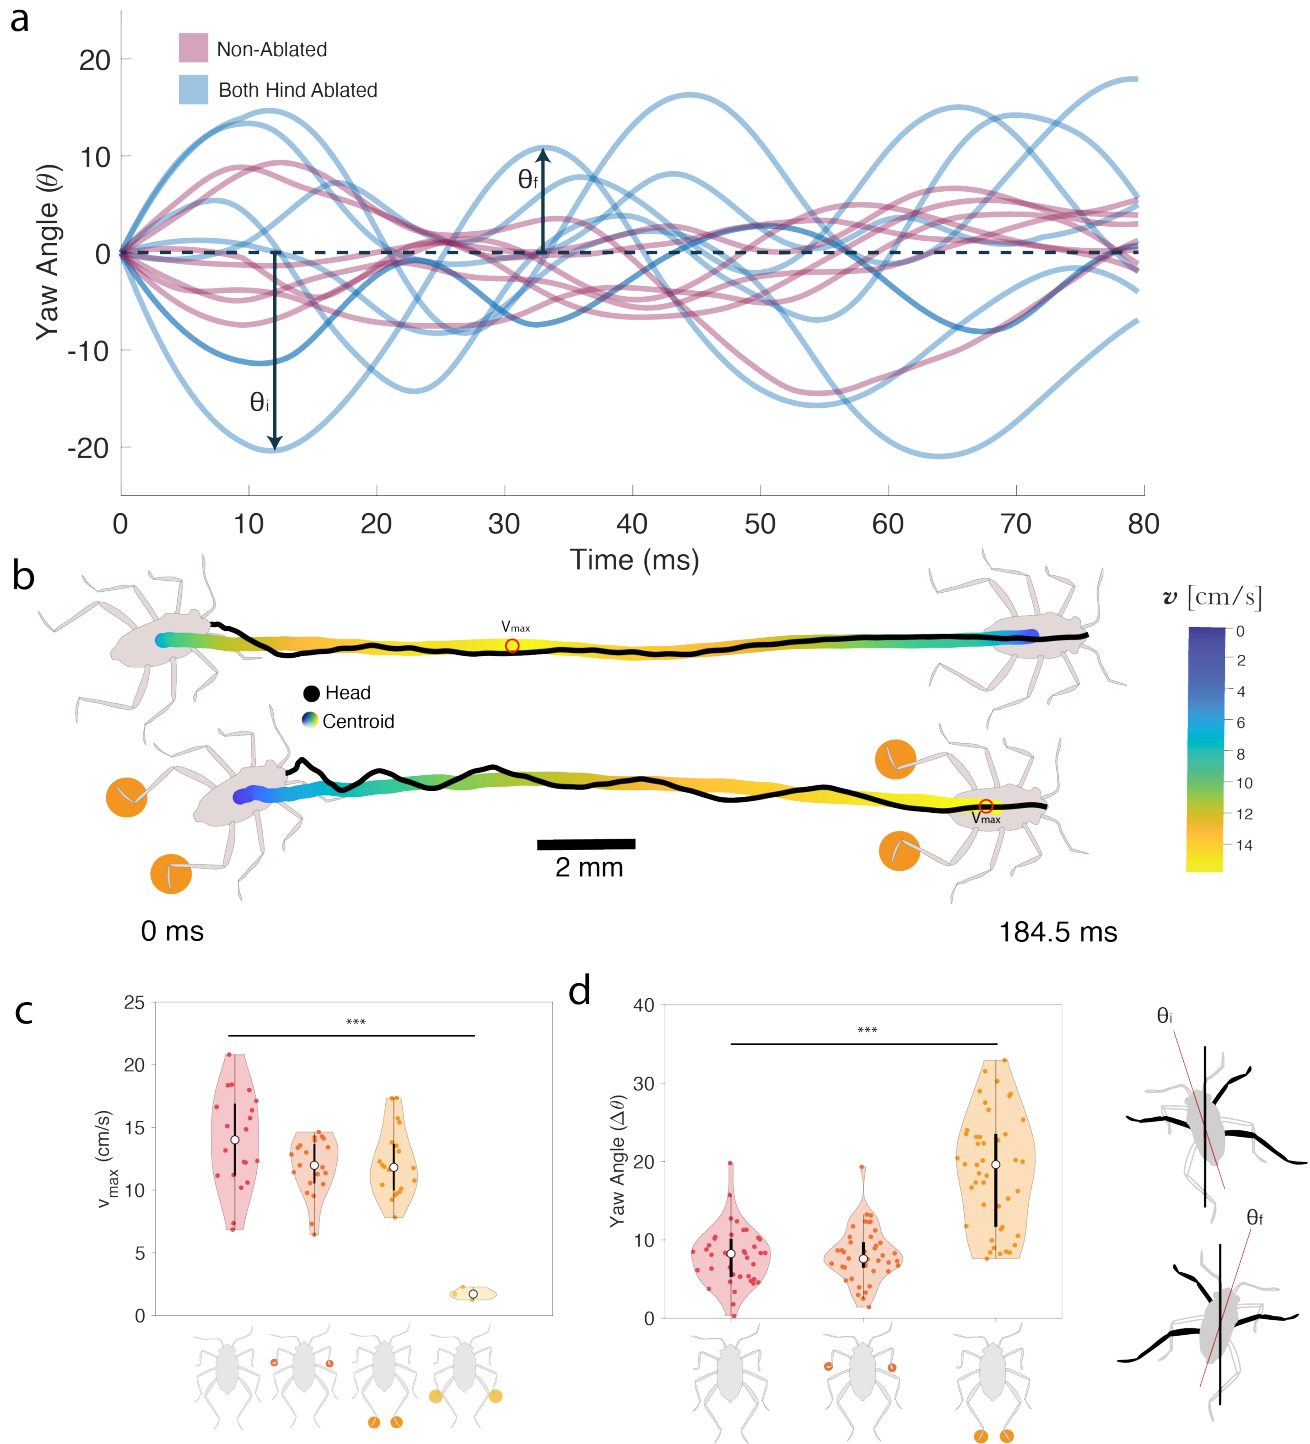 a
Non-Ablated
Both Hind Ablated
Yaw Angle (θ)
20
10
0
-10
-20
θf
θi
0 10 20 30 40 50 60 70 80
Time (ms)
b
vmax
Head
Centroid
vmax
2 mm
0 ms
184.5 ms
v [cm/s]
0
2
4
6
8
10
12
14
c
vmax (cm/s)
25
20
15
10
5
0
***
d
Yaw Angle (Δθ)
40
30
20
10
0
***
θi
θf